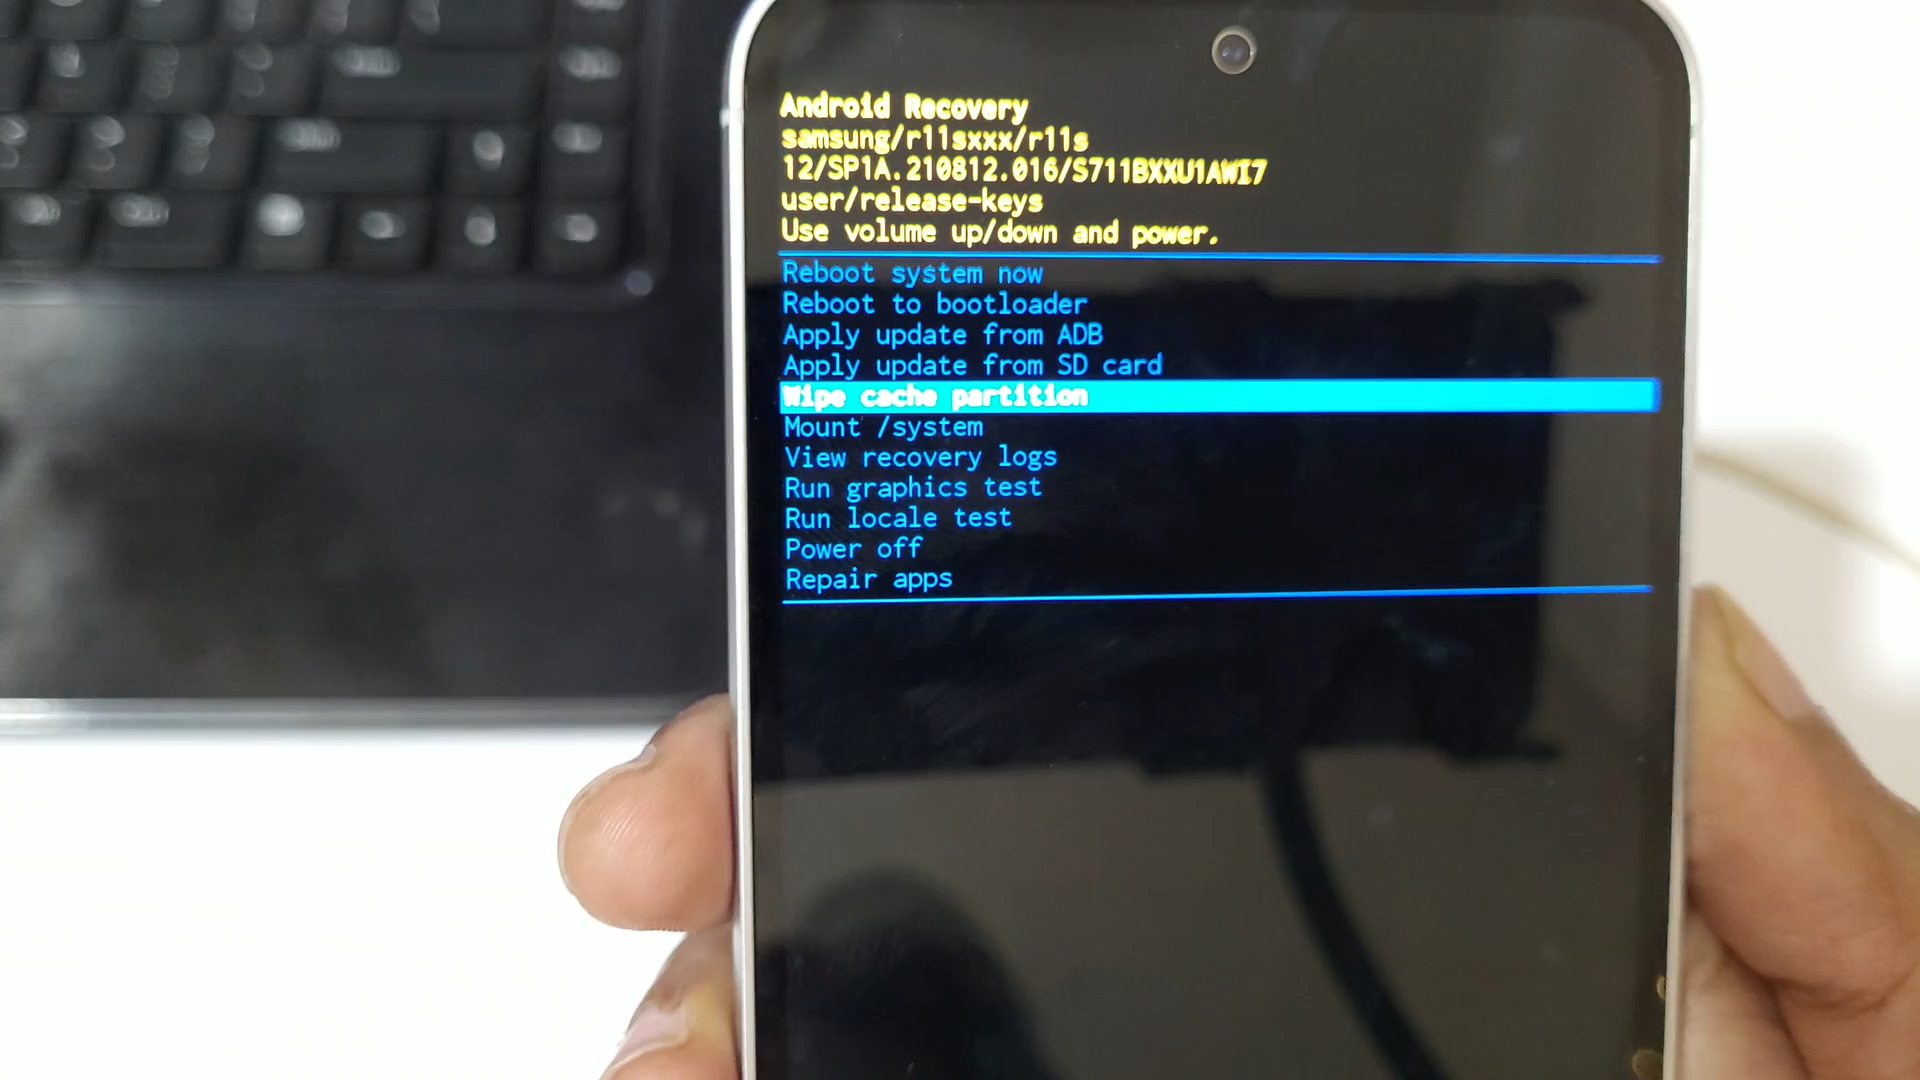 Android Recovery
samsung/r11sxxx/r11s
12/SP1A.210812.016/S711BXXU1AWI7
user/release-keys
Use volume up/down and power.
Reboot system now
Reboot to bootloader
Apply update from ADB
Apply update from SD card
Wipe cache partition
Mount /system
View recovery logs
Run graphics test
Run locale test
Power off
Repair apps